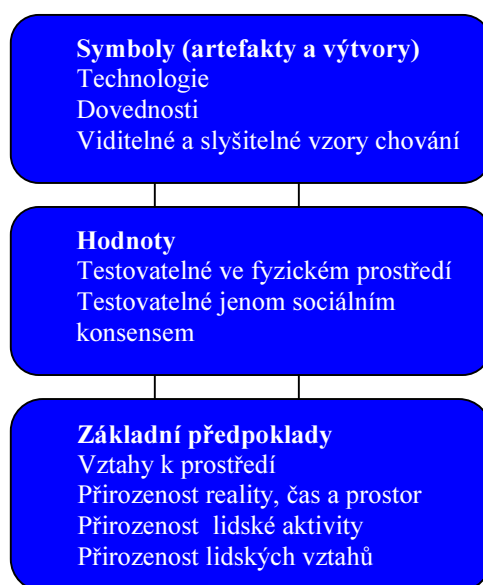 Symboly (artefakty a výtvory)
Technologie
Dovednosti
Viditelné a slyšitelné vzory chování
Hodnoty
Testovatelné ve fyzickém prostředí
Testovatelné jenom sociálním
konsensem
Základní předpoklady
Vztahy k prostředí
Přirozenost reality, čas a prostor
Přirozenost lidské aktivity
Přirozenost lidských vztahů